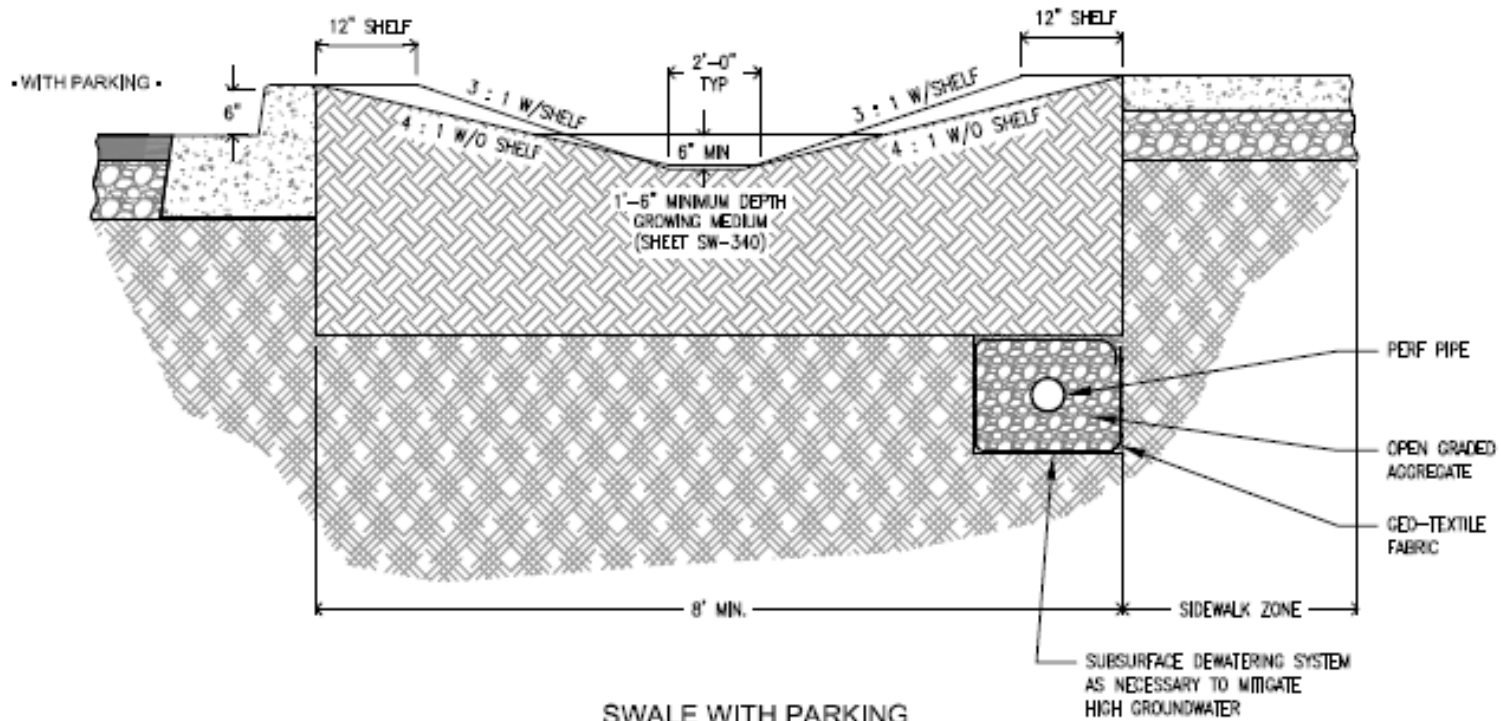 12" SHELF
12" SHELF
2'-0"
TYP
• WITH PARKING •
6"
3 : 1 W/SHELF
3 : 1 W/SHELF
4 : 1 W/O SHELF
4 : 1 W/O SHELF
6" MIN
1'-6" MINIMUM DEPTH
GROWING MEDIUM
(SHEET SW-340)
PERF PIPE
OPEN GRADED
AGGREGATE
GEO-TEXTILE
FABRIC
8' MIN.
SIDEWALK ZONE
SUBSURFACE DEWATERING SYSTEM
AS NECESSARY TO MITIGATE
HIGH GROUNDWATER
SWALE WITH PARKING